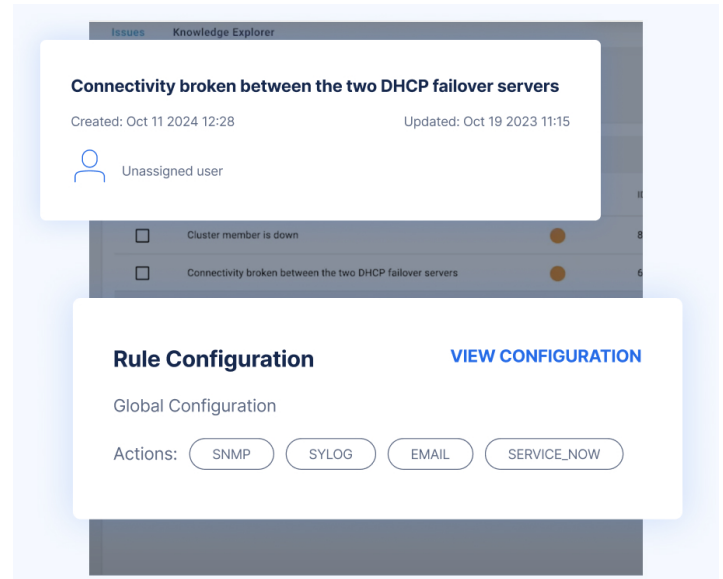 Issues Knowledge Explorer
Connectivity broken between the two DHCP failover servers
Created: Oct 11 2024 12:28 Updated: Oct 19 2023 11:15
Unassigned user
Cluster member is down 8
Connectivity broken between the two DHCP failover servers 6
Rule Configuration VIEW CONFIGURATION
Global Configuration
Actions: SNMP SYLOG EMAIL SERVICE_NOW